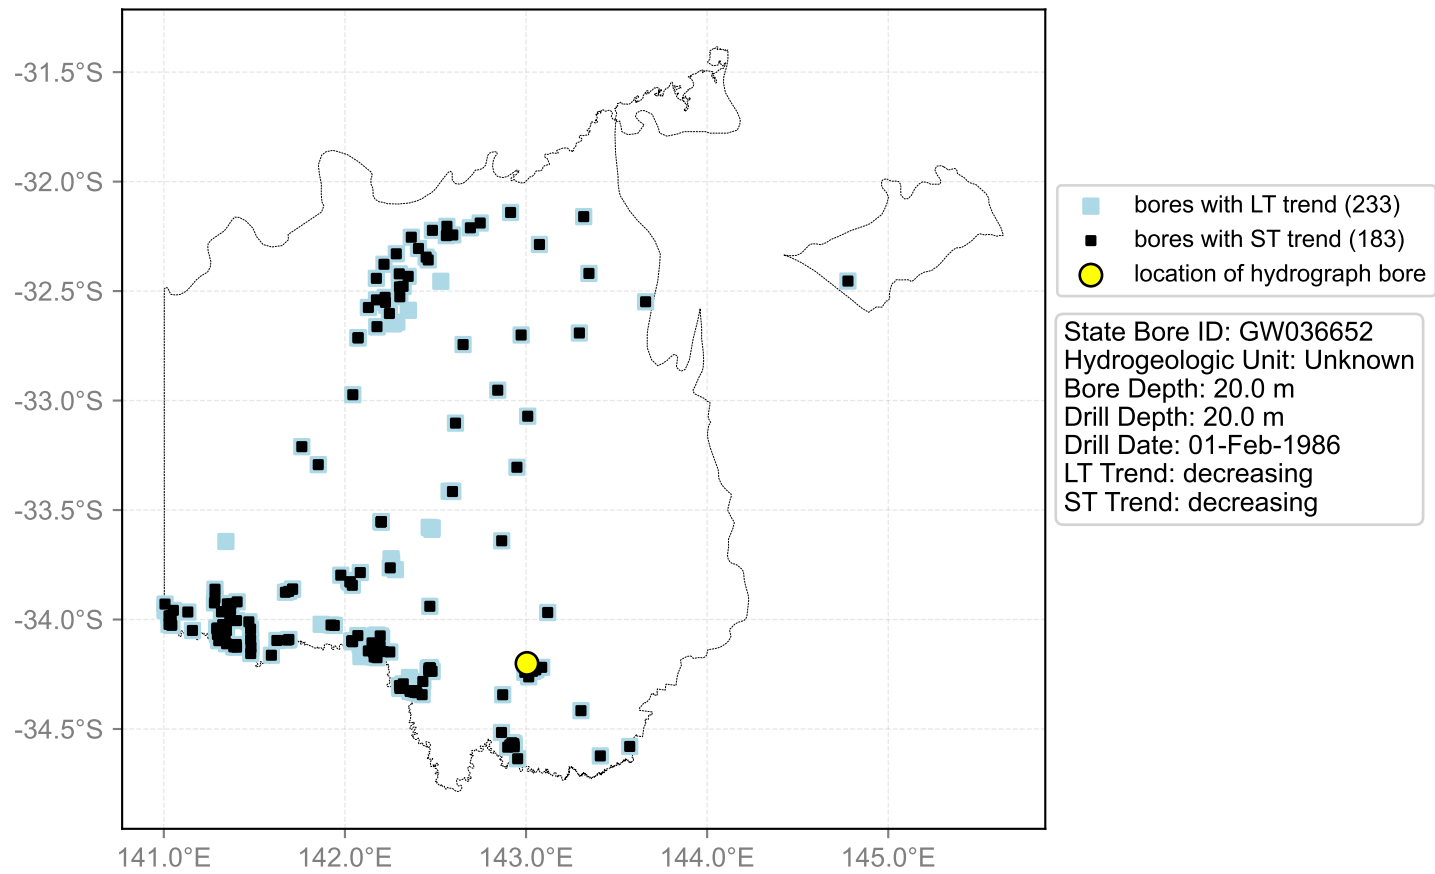 -31.5°S
-32.0°S
-32.5°S
-33.0°S
-33.5°S
-34.0°S
-34.5°S
141.0°E
142.0°E
143.0°E
144.0°E
145.0°E
bores with LT trend (233)
bores with ST trend (183)
location of hydrograph bore
State Bore ID: GW036652
Hydrogeologic Unit: Unknown
Bore Depth: 20.0 m
Drill Depth: 20.0 m
Drill Date: 01-Feb-1986
LT Trend: decreasing
ST Trend: decreasing